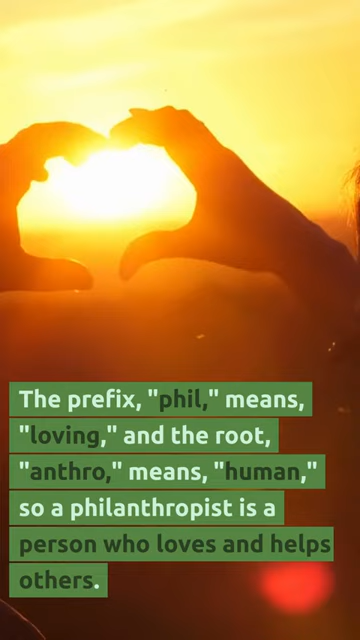 The prefix, "phil," means,
"loving," and the root,
"anthro," means, "human,"
so a philanthropist is a
person who loves and helps
others.